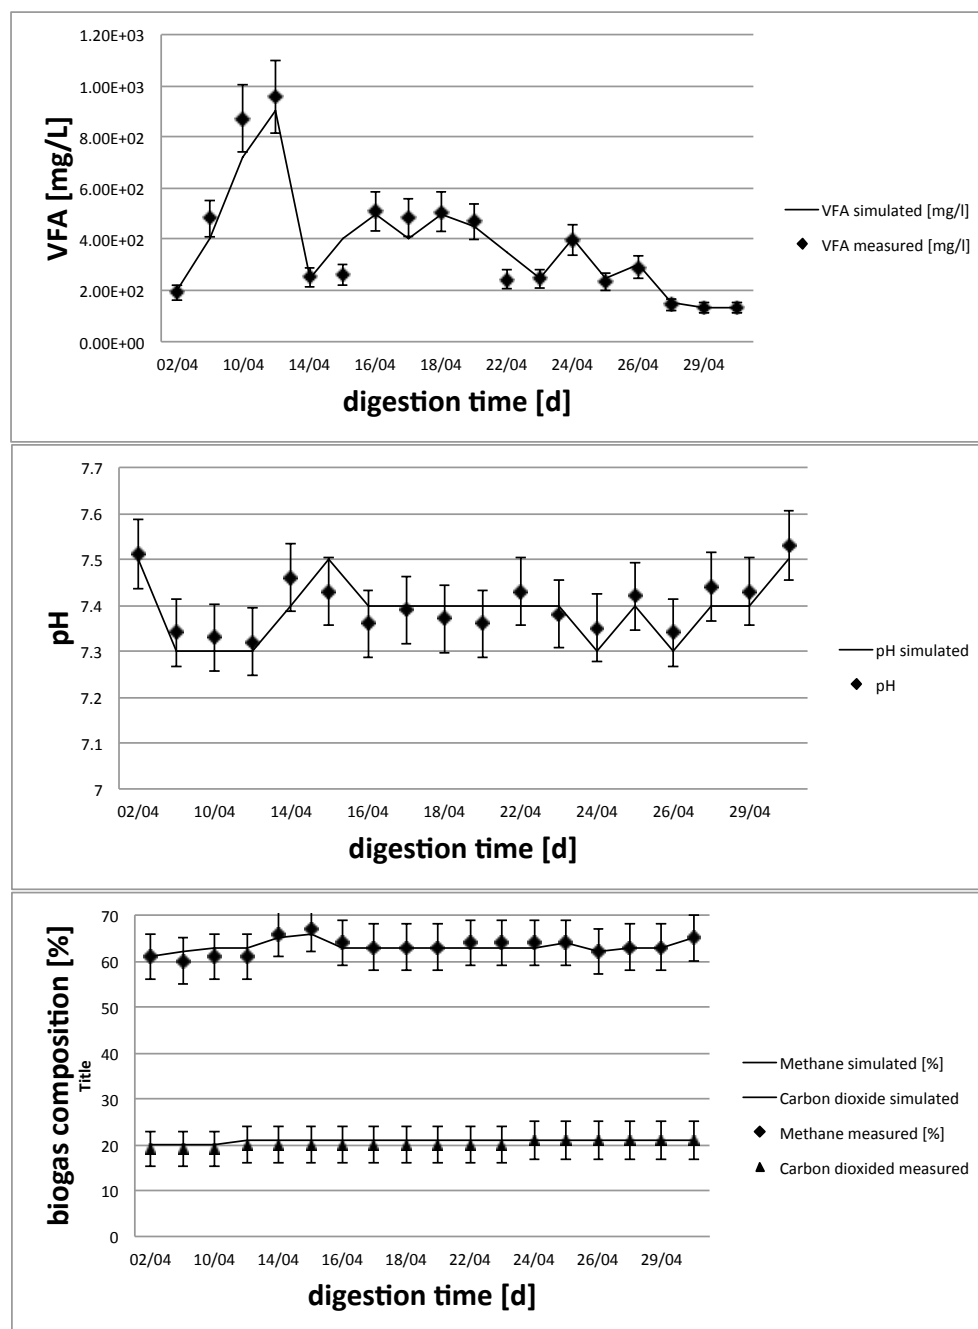 1.20E+03
1.00E+03
8.00E+02
6.00E+02
4.00E+02
2.00E+02
0.00E+00
VFA [mg/L]
02/04 10/04 14/04 16/04 18/04 22/04 24/04 26/04 29/04
digestion time [d]
VFA simulated [mg/l]
VFA measured [mg/l]
7.7
7.6
7.5
7.4
7.3
7.2
7.1
7
pH
02/04 10/04 14/04 16/04 18/04 22/04 24/04 26/04 29/04
digestion time [d]
pH simulated
pH
70
60
50
40
30
20
10
0
biogas composition [%]
Title
02/04 10/04 14/04 16/04 18/04 22/04 24/04 26/04 29/04
digestion time [d]
Methane simulated [%]
Carbon dioxide simulated
Methane measured [%]
Carbon dioxided measured